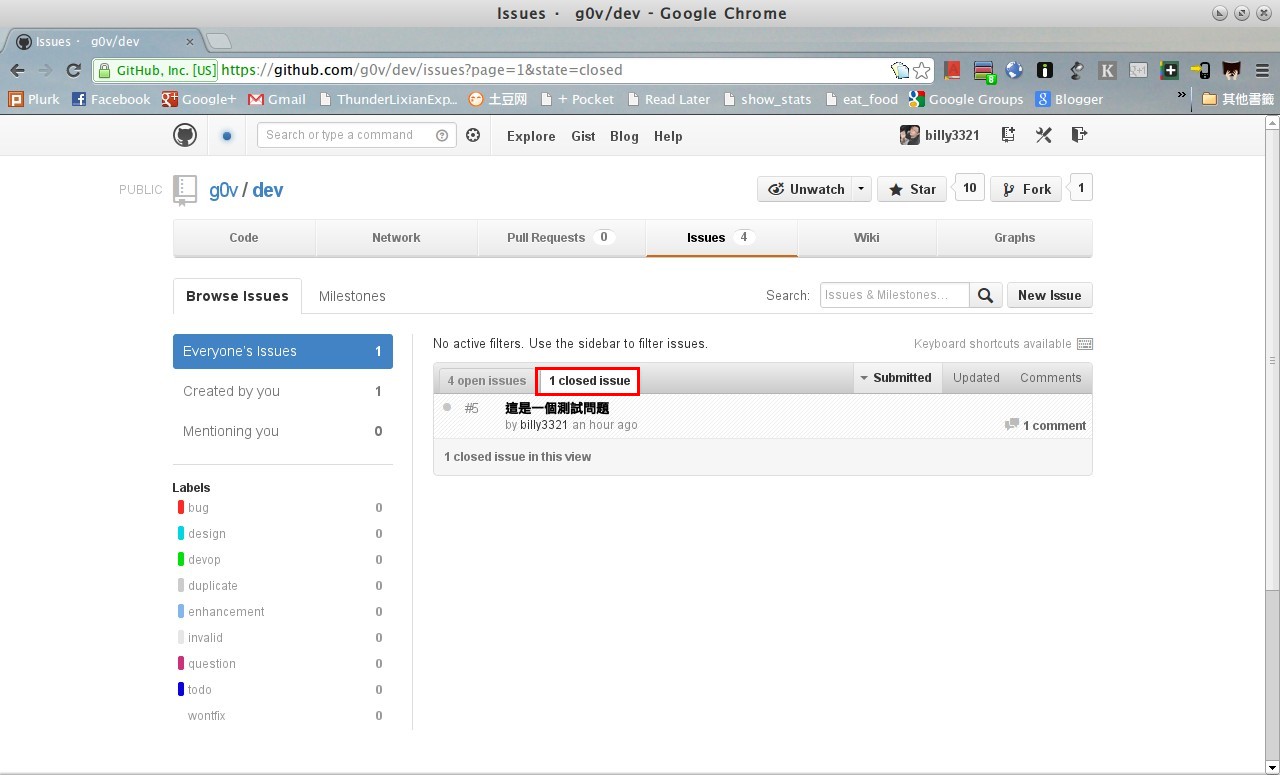 Issues · g0v/dev - Google Chrome
Issues · g0v/dev
GitHub, Inc. [US] https://github.com/g0v/dev/issues?page=1&state=closed
Plurk Facebook Google+ Gmail ThunderLixianExp... 土豆网 + Pocket Read Later show_stats eat_food Google Groups Blogger » 其他書籤
Search or type a command Explore Gist Blog Help billy3321
PUBLIC g0v / dev Unwatch Star 10 Fork 1
Code Network Pull Requests 0 Issues 4 Wiki Graphs
Browse Issues Milestones Search: Issues & Milestones... New Issue
Everyone's Issues 1
Created by you 1
Mentioning you 0
Labels
bug 0
design 0
devop 0
duplicate 0
enhancement 0
invalid 0
question 0
todo 0
wontfix 0
No active filters. Use the sidebar to filter issues. Keyboard shortcuts available
4 open issues 1 closed issue Submitted Updated Comments
#5 這是一個測試問題
by billy3321 an hour ago 1 comment
1 closed issue in this view